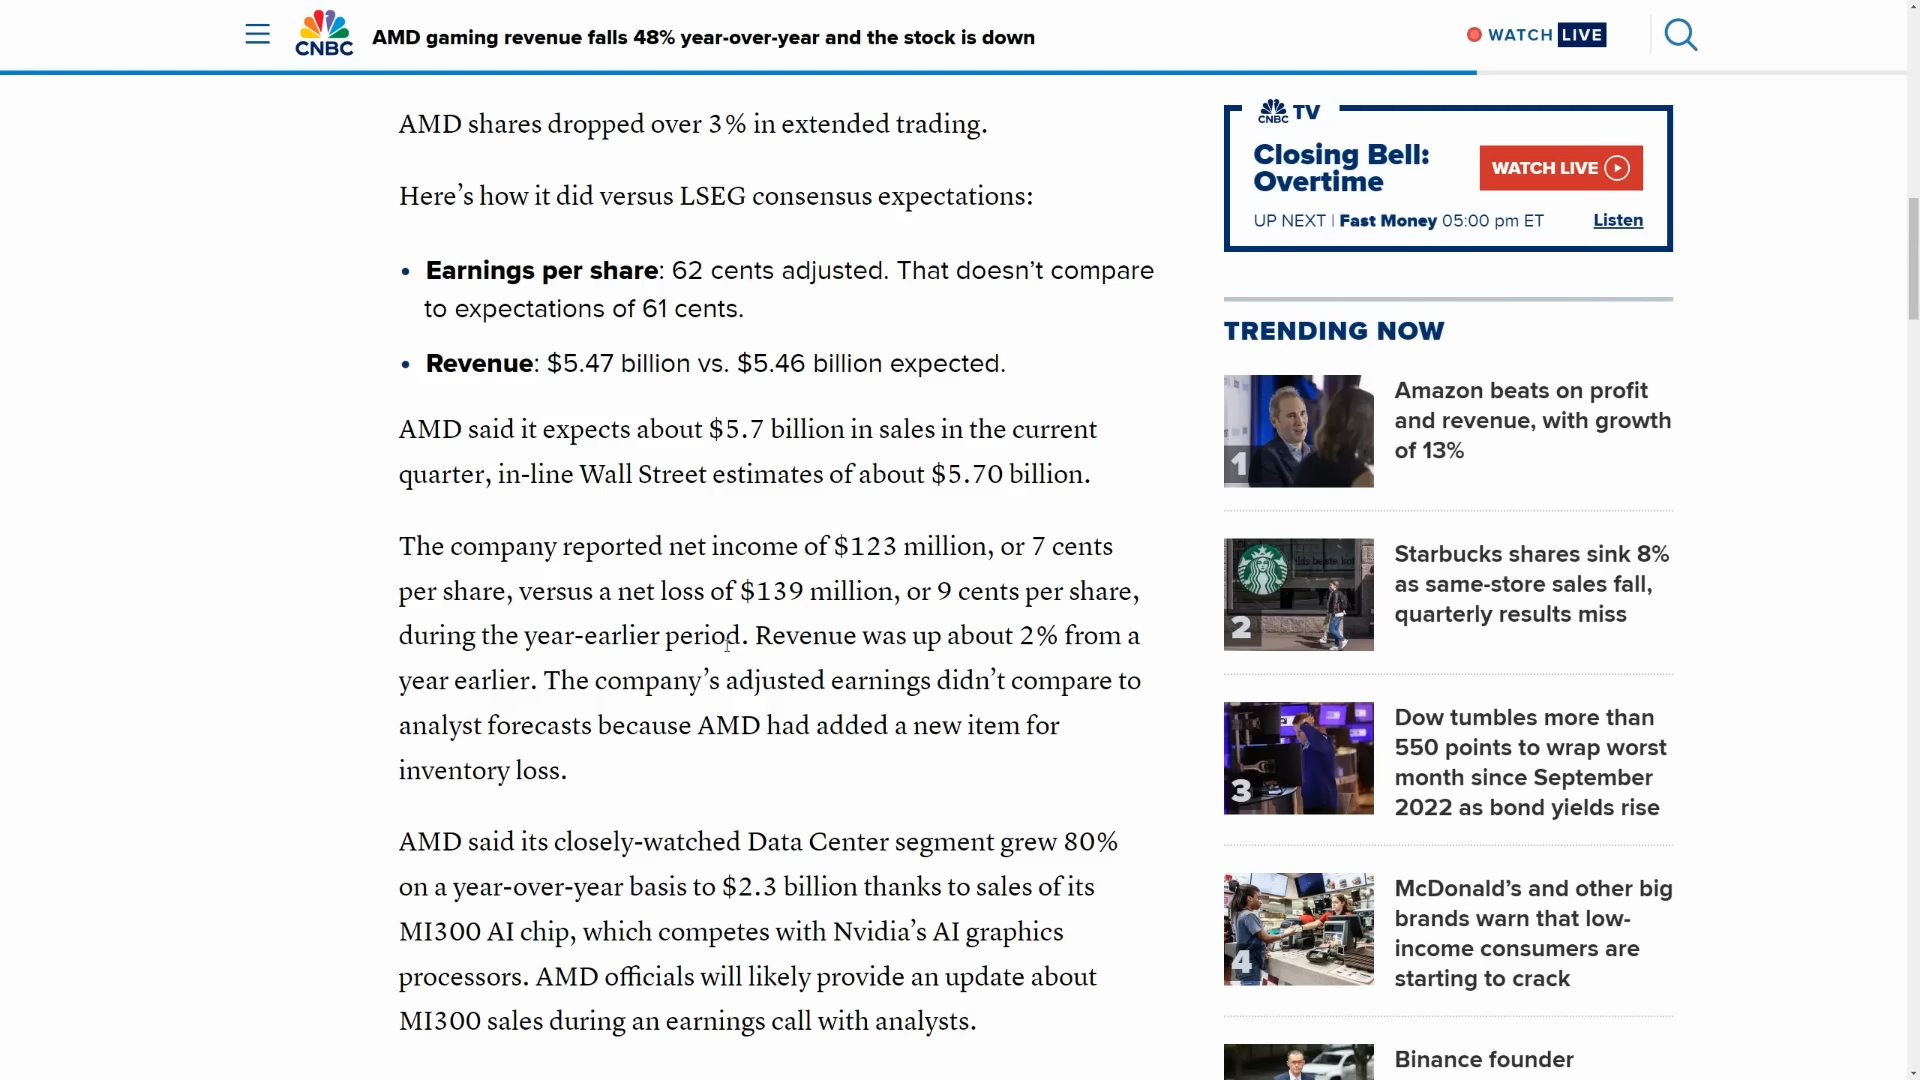 CNBC
AMD gaming revenue falls 48% year-over-year and the stock is down
WATCH LIVE
AMD shares dropped over 3% in extended trading.
Here’s how it did versus LSEG consensus expectations:
• Earnings per share: 62 cents adjusted. That doesn’t compare
to expectations of 61 cents.
• Revenue: $5.47 billion vs. $5.46 billion expected.
AMD said it expects about $5.7 billion in sales in the current
quarter, in-line Wall Street estimates of about $5.70 billion.
The company reported net income of $123 million, or 7 cents
per share, versus a net loss of $139 million, or 9 cents per share,
during the year-earlier period. Revenue was up about 2% from a
year earlier. The company’s adjusted earnings didn’t compare to
analyst forecasts because AMD had added a new item for
inventory loss.
AMD said its closely-watched Data Center segment grew 80%
on a year-over-year basis to $2.3 billion thanks to sales of its
MI300 AI chip, which competes with Nvidia’s AI graphics
processors. AMD officials will likely provide an update about
MI300 sales during an earnings call with analysts.
CNBC TV
Closing Bell:
Overtime
WATCH LIVE
UP NEXT | Fast Money 05:00 pm ET
Listen
TRENDING NOW
1
Amazon beats on profit
and revenue, with growth
of 13%
2
Starbucks shares sink 8%
as same-store sales fall,
quarterly results miss
3
Dow tumbles more than
550 points to wrap worst
month since September
2022 as bond yields rise
4
McDonald’s and other big
brands warn that low-
income consumers are
starting to crack
Binance founder